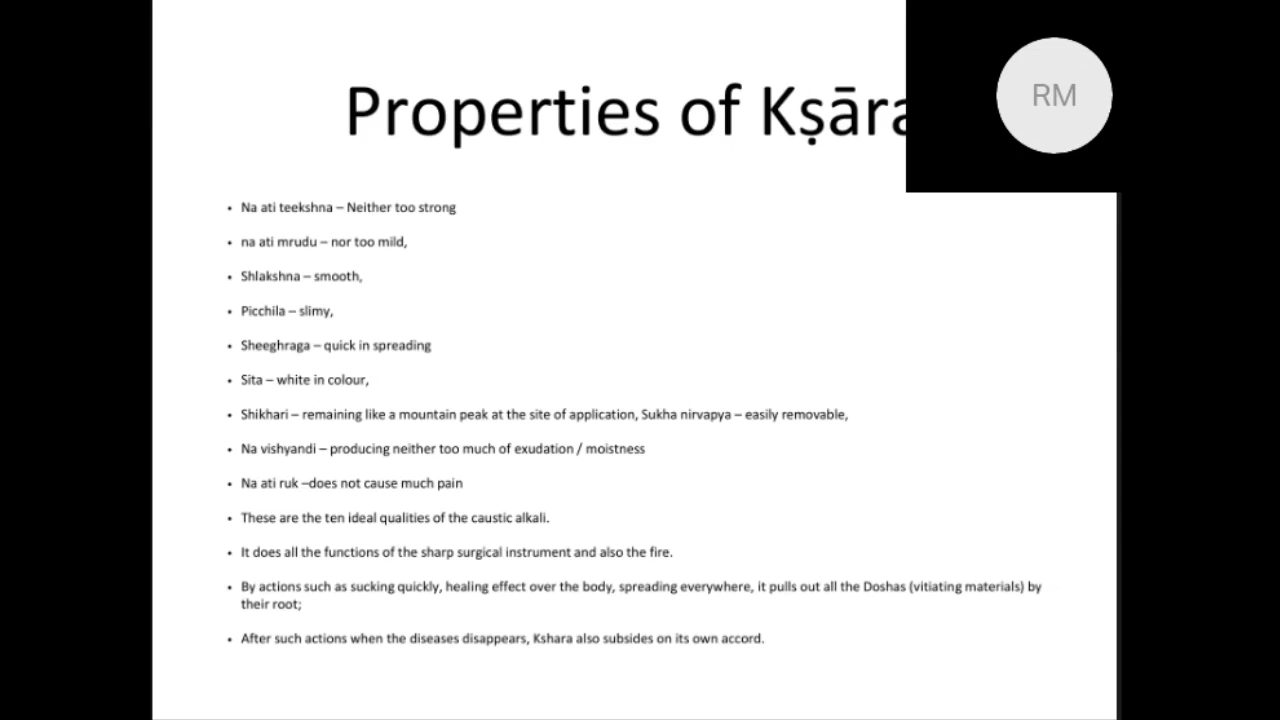 Properties of Kṣāra
RM
• Na ati teekshna – Neither too strong
• na ati mrudu – nor too mild,
• Shlakshna – smooth,
• Picchila – slimy,
• Sheeghraga – quick in spreading
• Sita – white in colour,
• Shikhari – remaining like a mountain peak at the site of application, Sukha nirvapya – easily removable,
• Na vishyandi – producing neither too much of exudation / moistness
• Na ati ruk –does not cause much pain
• These are the ten ideal qualities of the caustic alkali.
• It does all the functions of the sharp surgical instrument and also the fire.
• By actions such as sucking quickly, healing effect over the body, spreading everywhere, it pulls out all the Doshas (vitiating materials) by
their root;
• After such actions when the diseases disappears, Kshara also subsides on its own accord.